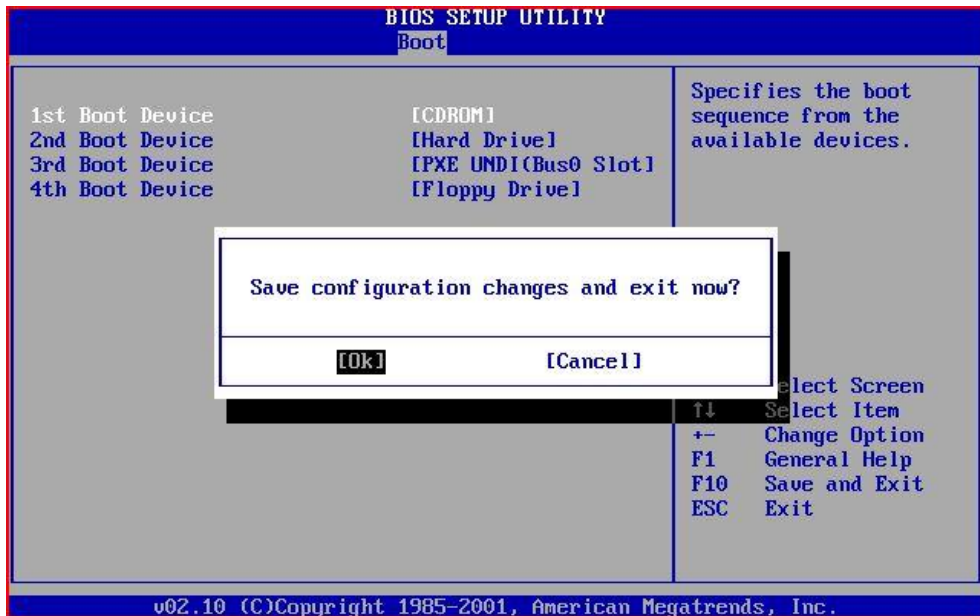 BIOS SETUP UTILITY
Boot
1st Boot Device [CDROM]
2nd Boot Device [Hard Drive]
3rd Boot Device [PXE UNDI(Bus0 Slot]
4th Boot Device [Floppy Drive]
Specifies the boot
sequence from the
available devices.
Save configuration changes and exit now?
[Ok] [Cancel]
elect Screen
↑↓ Select Item
+- Change Option
F1 General Help
F10 Save and Exit
ESC Exit
v02.10 (C)Copyright 1985-2001, American Megatrends, Inc.